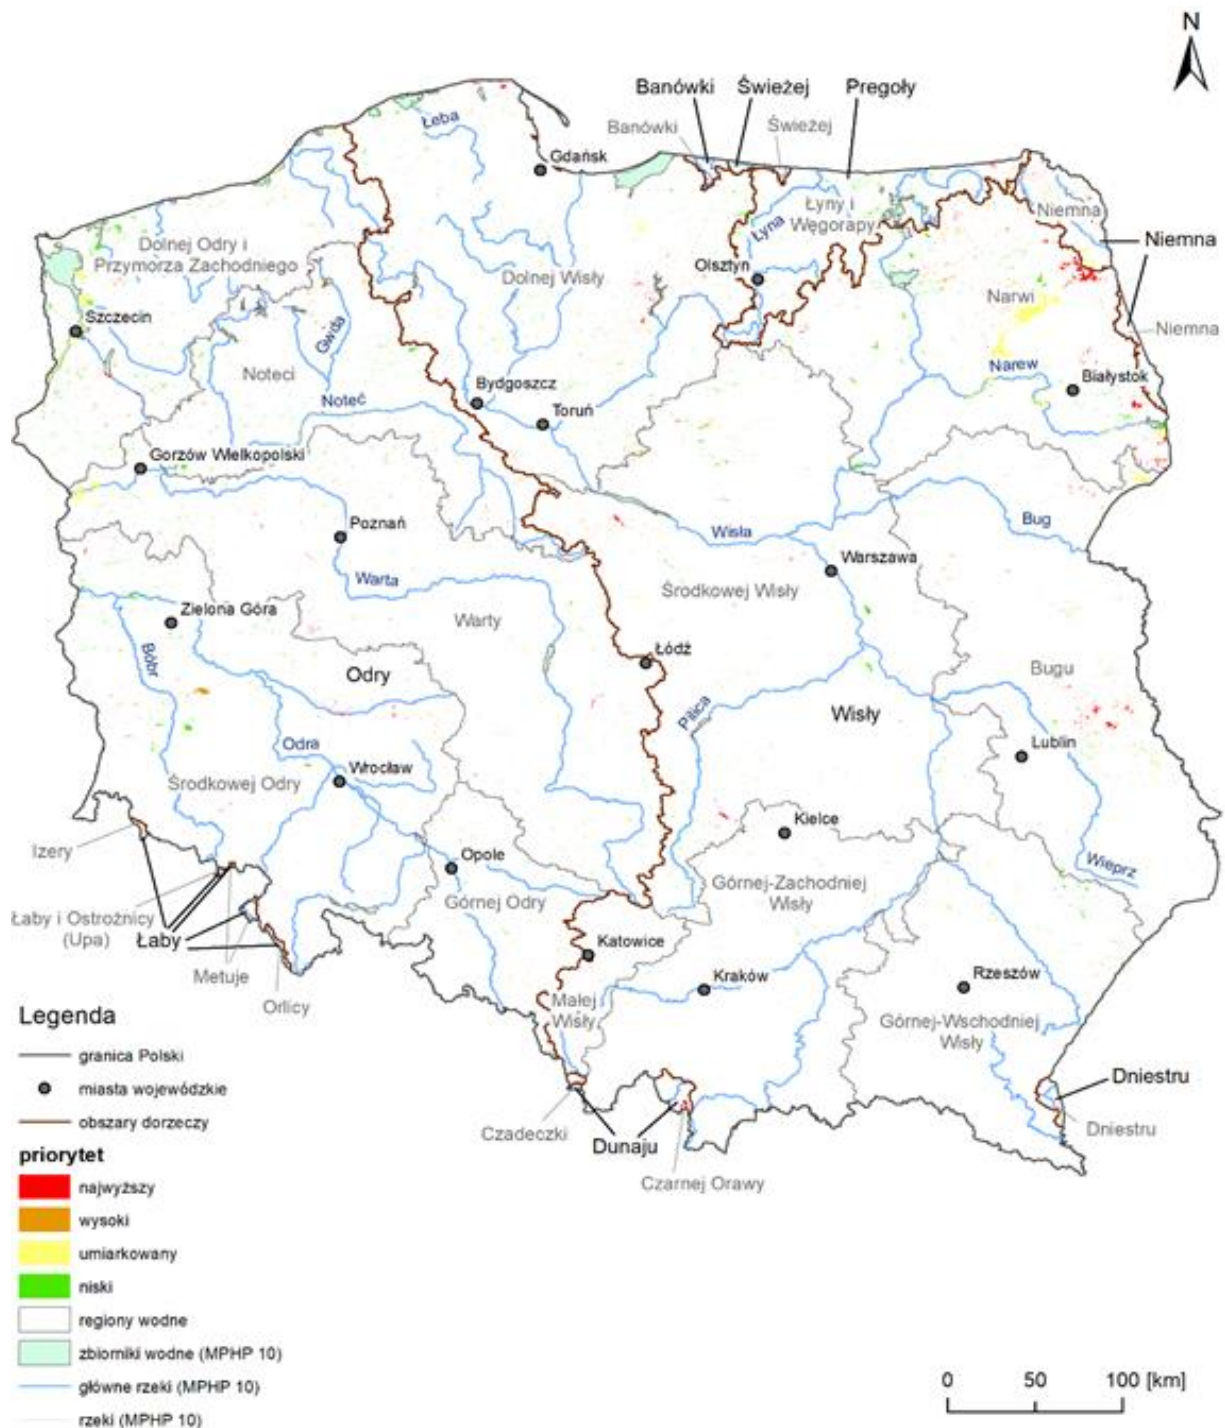 N
Banówki
Świeżej
Pregoły
Banówki
Świeżej
Łeba
Gdańsk
Łyna
Łyny i
Węgorapy
Niemna
Niemna
Dolnej Odry i
Przymorza Zachodniego
Dolnej Wisły
Olsztyn
Narwi
Szczecin
Gwda
Niemna
Noteci
Narew
Białystok
Bydgoszcz
Noteć
Toruń
Gorzów Wielkopolski
Poznań
Wisła
Bug
Warszawa
Warta
Środkowej Wisły
Zielona Góra
Warty
Bóbr
Łódź
Odry
Bugu
Pilica
Wisły
Odra
Lublin
Wrocław
Środkowej Odry
Kielce
Izery
Opole
Wieprz
Górnej-Zachodniej
Wisły
Górnej Odry
Łaby i Ostrożnicy
(Upa)
Łaby
Katowice
Metuje
Kraków
Rzeszów
Orlicy
Małej
Wisły
Górnej-Wschodniej
Wisły
Dniestru
Dniestru
Czadeczki
Dunaju
Czarnej Orawy
Legenda
granica Polski
miasta wojewódzkie
obszary dorzeczy
priorytet
najwyższy
wysoki
umiarkowany
niski
regiony wodne
zbiorniki wodne (MPHP 10)
główne rzeki (MPHP 10)
rzeki (MPHP 10)
0 50 100 [km]